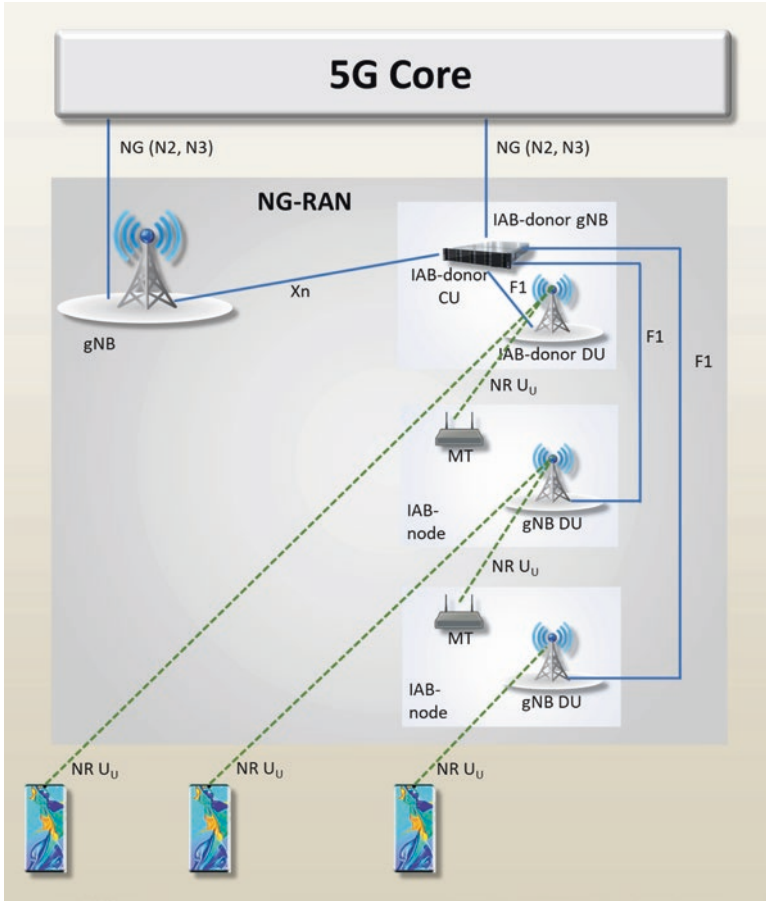 5G Core
NG (N2, N3)
NG (N2, N3)
NG-RAN
IAB-donor gNB
IAB-donor
CU
Xn
F1
gNB
IAB-donor DU
F1
F1
NR Uᵤ
MT
IAB-
node
gNB DU
NR Uᵤ
MT
IAB-
node
gNB DU
NR Uᵤ
NR Uᵤ
NR Uᵤ